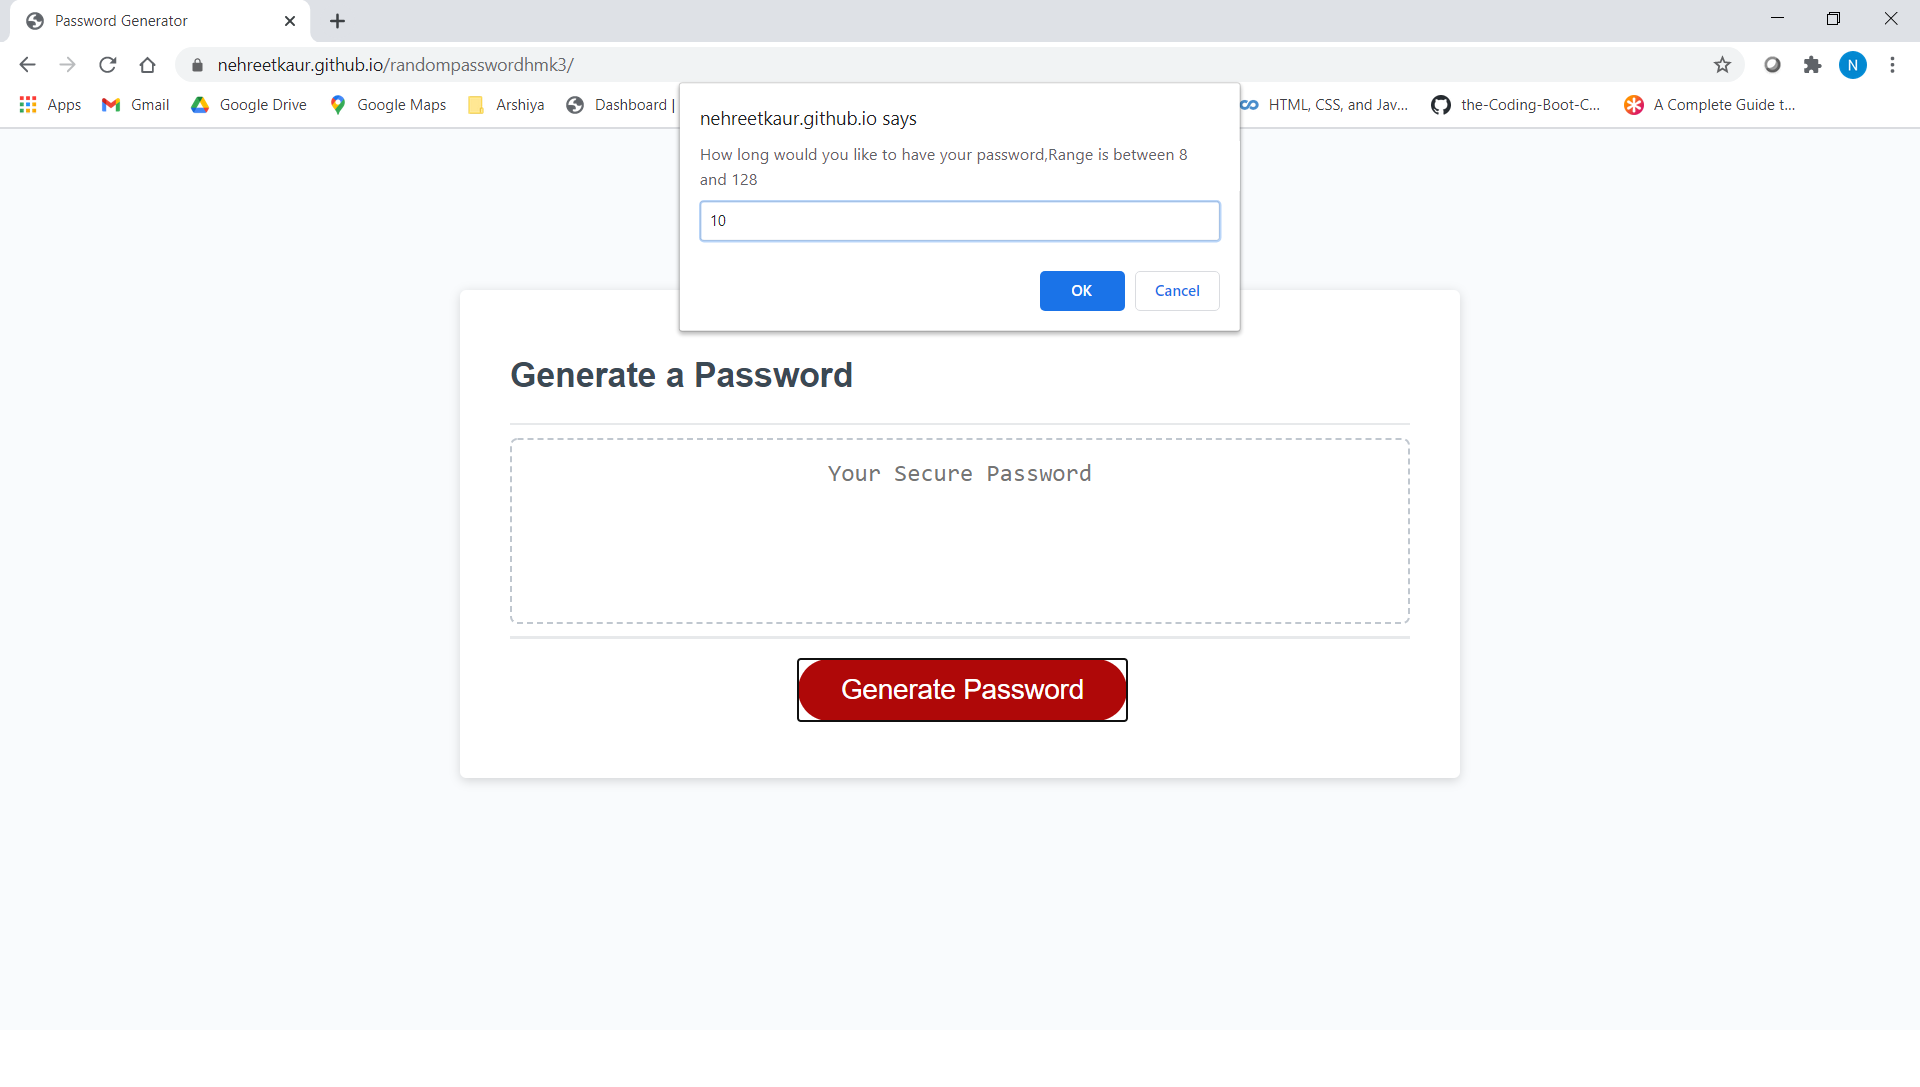 Password Generator
nehreetkaur.github.io/randompasswordhmk3/
N
Apps Gmail Google Drive Google Maps Arshiya Dashboard | HTML, CSS, and Jav... the-Coding-Boot-C... A Complete Guide t...
nehreetkaur.github.io says
How long would you like to have your password,Range is between 8
and 128
10
OK Cancel
Generate a Password
Your Secure Password
Generate Password